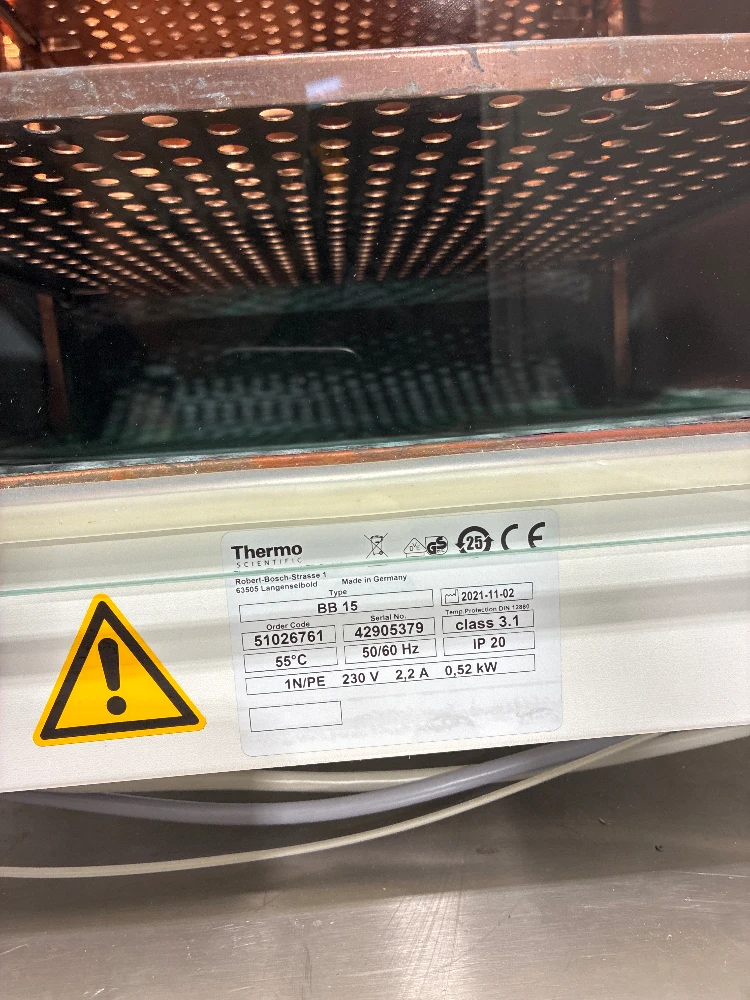 Thermo
SCIENTIFIC
GS 25 CE
Robert-Bosch-Strasse 1
63505 Langenselbold
Made in Germany
Type
BB 15
2021-11-02
Order Code
51026761
Serial No.
42905379
Temp.Protection DIN 12880
class 3.1
55°C
50/60 Hz
IP 20
1N/PE 230 V 2,2 A 0,52 kW